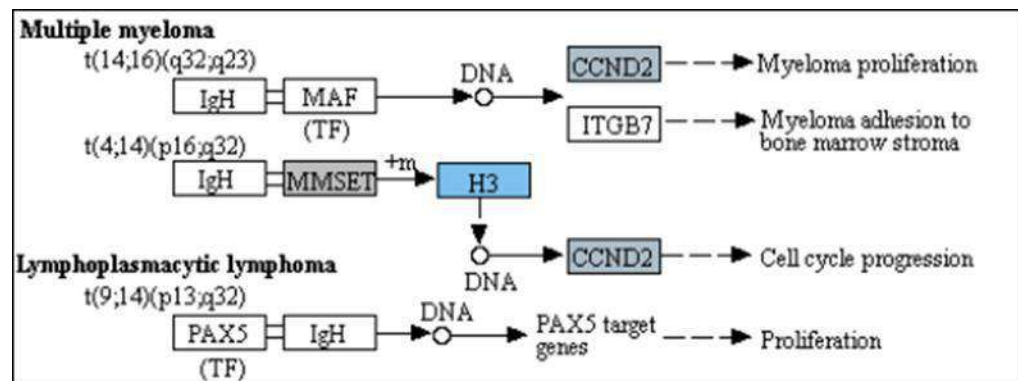 Multiple myeloma
t(14;16)(q32;q23)
IgH
MAF
(TF)
DNA
CCND2
Myeloma proliferation
ITGB7
Myeloma adhesion to
bone marrow stroma
t(4;14)(p16;q32)
IgH
MMSET
+m
H3
DNA
CCND2
Cell cycle progression
Lymphoplasmacytic lymphoma
t(9;14)(p13;q32)
PAX5
(TF)
IgH
DNA
PAX5 target
genes
Proliferation